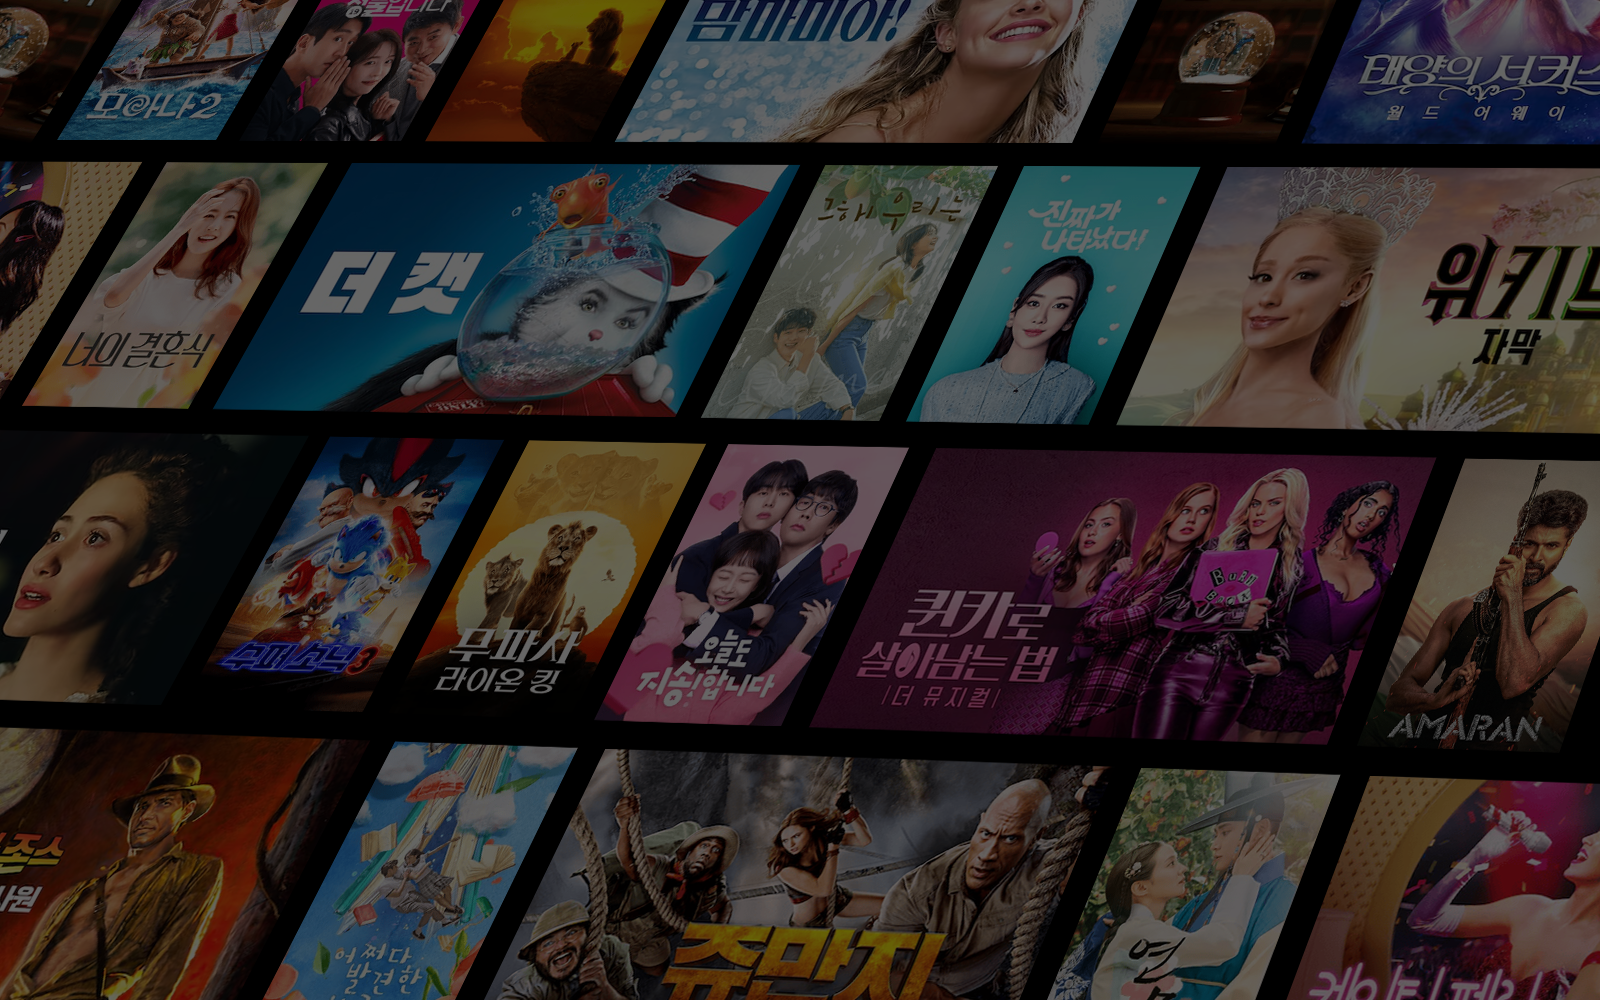 모아나2
맘마미아!
태양의 서커스
월드 어웨이
너의 결혼식
더 캣
그 해 우리는
진짜가
나타났다!
위키드
자막
수퍼 소닉3
무파사
라이온 킹
오늘도
지송합니다
퀸카로
살아남는 법
더 뮤지컬
BURN
BOOK
AMARAN
존스
어쩌다
발견한
쥬만지
연